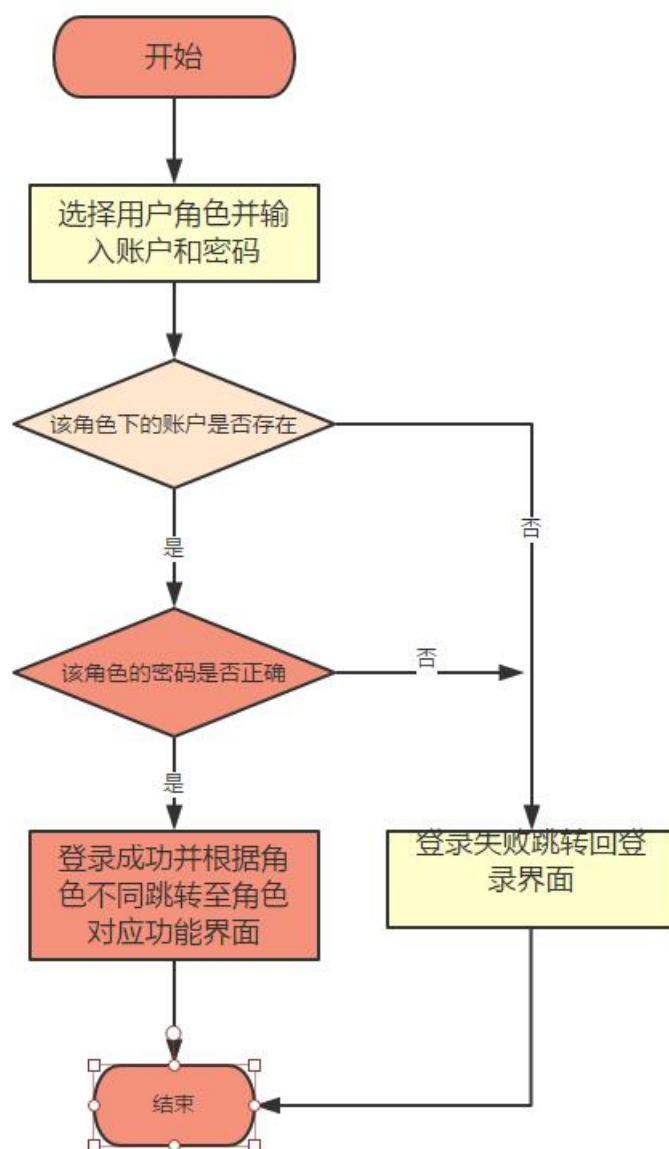 开始
选择用户角色并输
入账户和密码
该角色下的账户是否存在
否
是
该角色的密码是否正确
否
是
登录成功并根据角
色不同跳转至角色
对应功能界面
登录失败跳转回登
录界面
结束